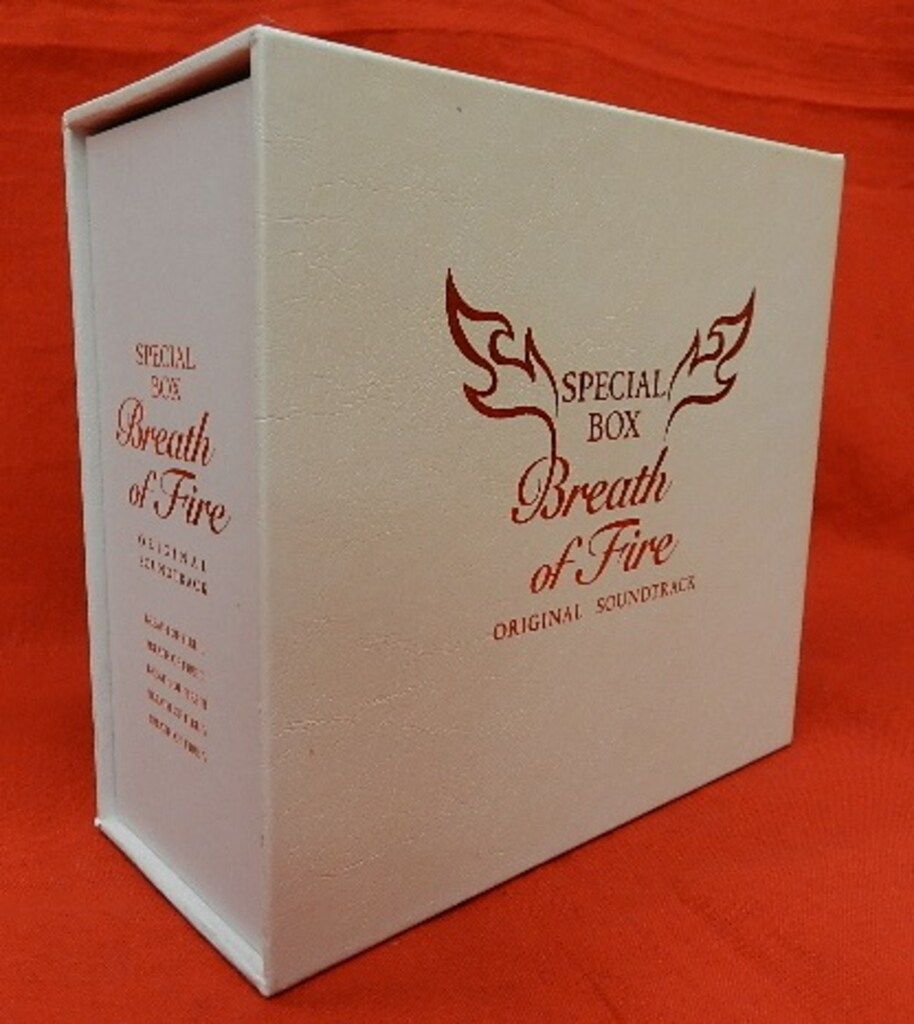 SPECIAL
BOX
Breath
of Fire
ORIGINAL
SOUNDTRACK
SPECIAL
BOX
Breath
of Fire
ORIGINAL SOUNDTRACK